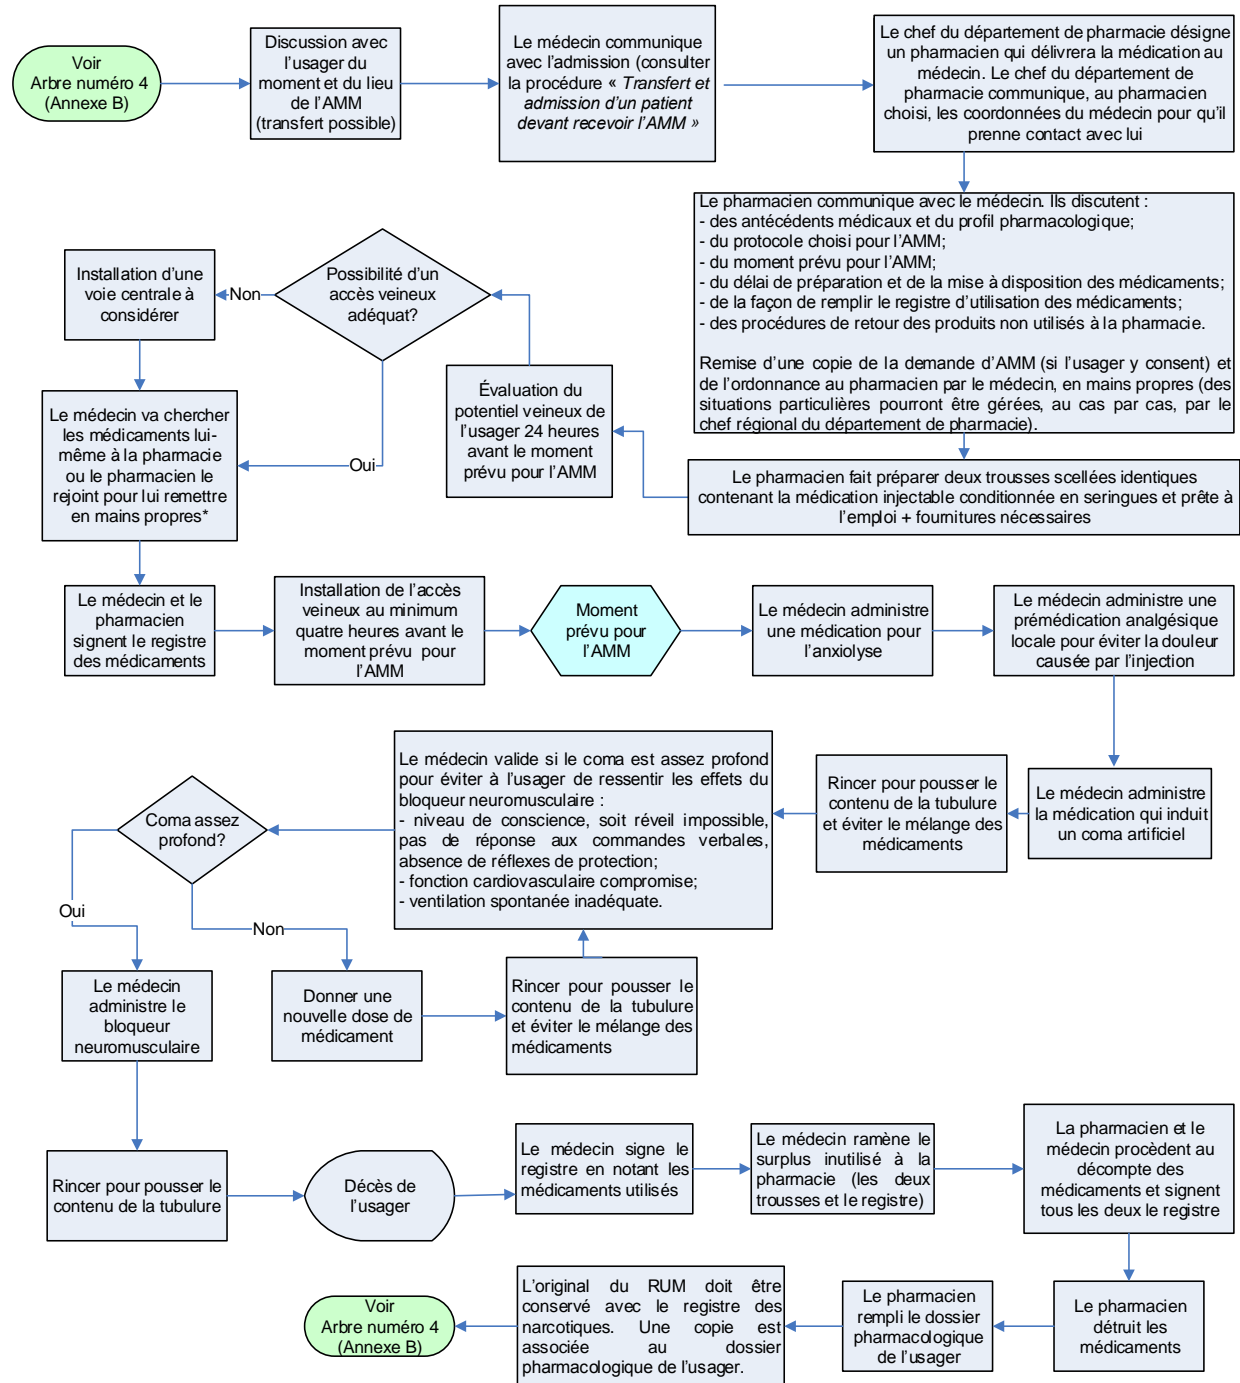 Voir
Arbre numéro 4
(Annexe B)
Discussion avec
l'usager du
moment et du lieu
de l'AMM
(transfert possible)
Le médecin communique
avec l'admission (consulter
la procédure « Transfert et
admission d'un patient
devant recevoir l'AMM »
Le chef du département de pharmacie désigne
un pharmacien qui délivrera la médication au
médecin. Le chef du département de
pharmacie communique, au pharmacien
choisi, les coordonnées du médecin pour qu'il
prenne contact avec lui
Le pharmacien communique avec le médecin. Ils discutent :
- des antécédents médicaux et du profil pharmacologique;
- du protocole choisi pour l'AMM;
- du moment prévu pour l'AMM;
- du délai de préparation et de la mise à disposition des médicaments;
- de la façon de remplir le registre d'utilisation des médicaments;
- des procédures de retour des produits non utilisés à la pharmacie.
Remise d'une copie de la demande d'AMM (si l'usager y consent) et
de l'ordonnance au pharmacien par le médecin, en mains propres (des
situations particulières pourront être gérées, au cas par cas, par le
chef régional du département de pharmacie).
Le pharmacien fait préparer deux trousses scellées identiques
contenant la médication injectable conditionnée en seringues et prête à
l'emploi + fournitures nécessaires
Évaluation du
potentiel veineux de
l'usager 24 heures
avant le moment
prévu pour l'AMM
Possibilité d'un
accès veineux
adéquat?
Non
Installation d'une
voie centrale à
considérer
Oui
Le médecin va chercher
les médicaments lui-
même à la pharmacie
ou le pharmacien le
rejoint pour lui remettre
en mains propres*
Le médecin et le
pharmacien
signent le registre
des médicaments
Installation de l'accès
veineux au minimum
quatre heures avant le
moment prévu pour
l'AMM
Moment
prévu pour
l'AMM
Le médecin administre
une médication pour
l'anxiolyse
Le médecin administre une
prémédication analgésique
locale pour éviter la douleur
causée par l'injection
Le médecin administre
la médication qui induit
un coma artificiel
Rincer pour pousser le
contenu de la tubulure
et éviter le mélange des
médicaments
Le médecin valide si le coma est assez profond
pour éviter à l'usager de ressentir les effets du
bloqueur neuromusculaire :
- niveau de conscience, soit réveil impossible,
pas de réponse aux commandes verbales,
absence de réflexes de protection;
- fonction cardiovasculaire compromise;
- ventilation spontanée inadéquate.
Coma assez
profond?
Oui
Non
Le médecin
administre le
bloqueur
neuromusculaire
Donner une
nouvelle dose de
médicament
Rincer pour pousser le
contenu de la tubulure
et éviter le mélange des
médicaments
Rincer pour pousser le
contenu de la tubulure
Décès de
l'usager
Le médecin signe le
registre en notant les
médicaments utilisés
Le médecin ramène le
surplus inutilisé à la
pharmacie (les deux
trousses et le registre)
La pharmacien et le
médecin procèdent au
décompte des
médicaments et signent
tous les deux le registre
Le pharmacien
détruit les
médicaments
Le pharmacien
rempli le dossier
pharmacologique
de l'usager
L'original du RUM doit être
conservé avec le registre des
narcotiques. Une copie est
associée au dossier
pharmacologique de l'usager.
Voir
Arbre numéro 4
(Annexe B)